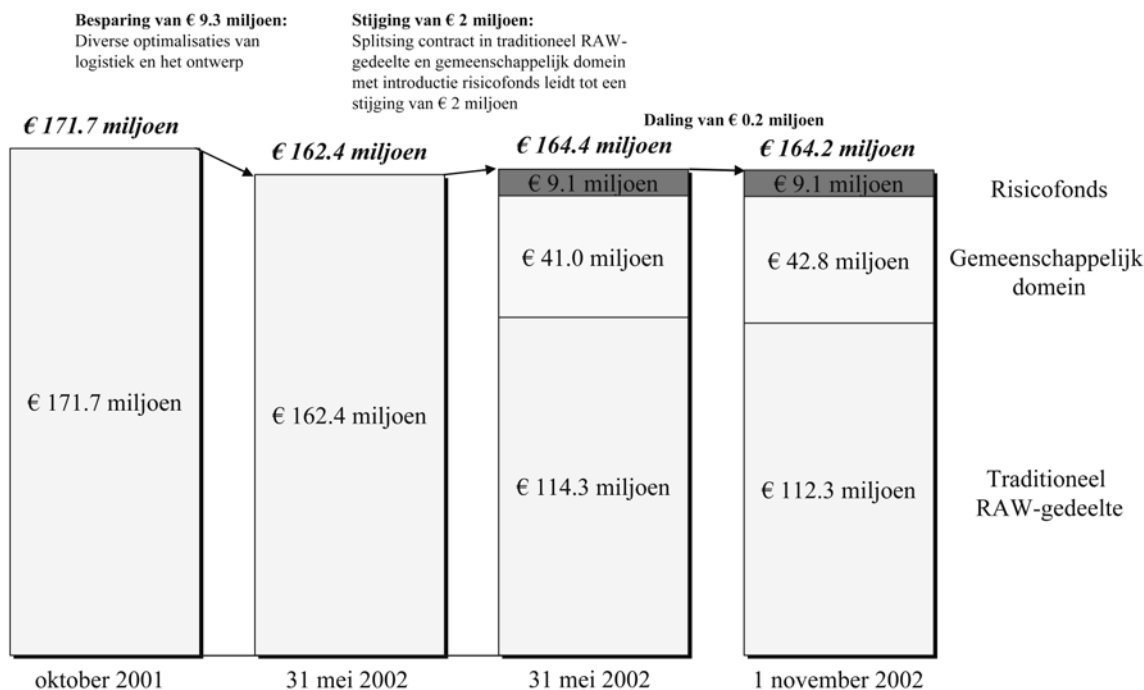 Besparing van € 9.3 miljoen:
Diverse optimalisaties van
logistiek en het ontwerp
Stijging van € 2 miljoen:
Splitsing contract in traditioneel RAW-
gedeelte en gemeenschappelijk domein
met introductie risicofonds leidt tot een
stijging van € 2 miljoen
Daling van € 0.2 miljoen
€ 171.7 miljoen
€ 162.4 miljoen
€ 164.4 miljoen
€ 164.2 miljoen
€ 9.1 miljoen
€ 9.1 miljoen
Risicofonds
€ 41.0 miljoen
€ 42.8 miljoen
Gemeenschappelijk
domein
€ 171.7 miljoen
€ 162.4 miljoen
€ 114.3 miljoen
€ 112.3 miljoen
Traditioneel
RAW-gedeelte
oktober 2001
31 mei 2002
31 mei 2002
1 november 2002